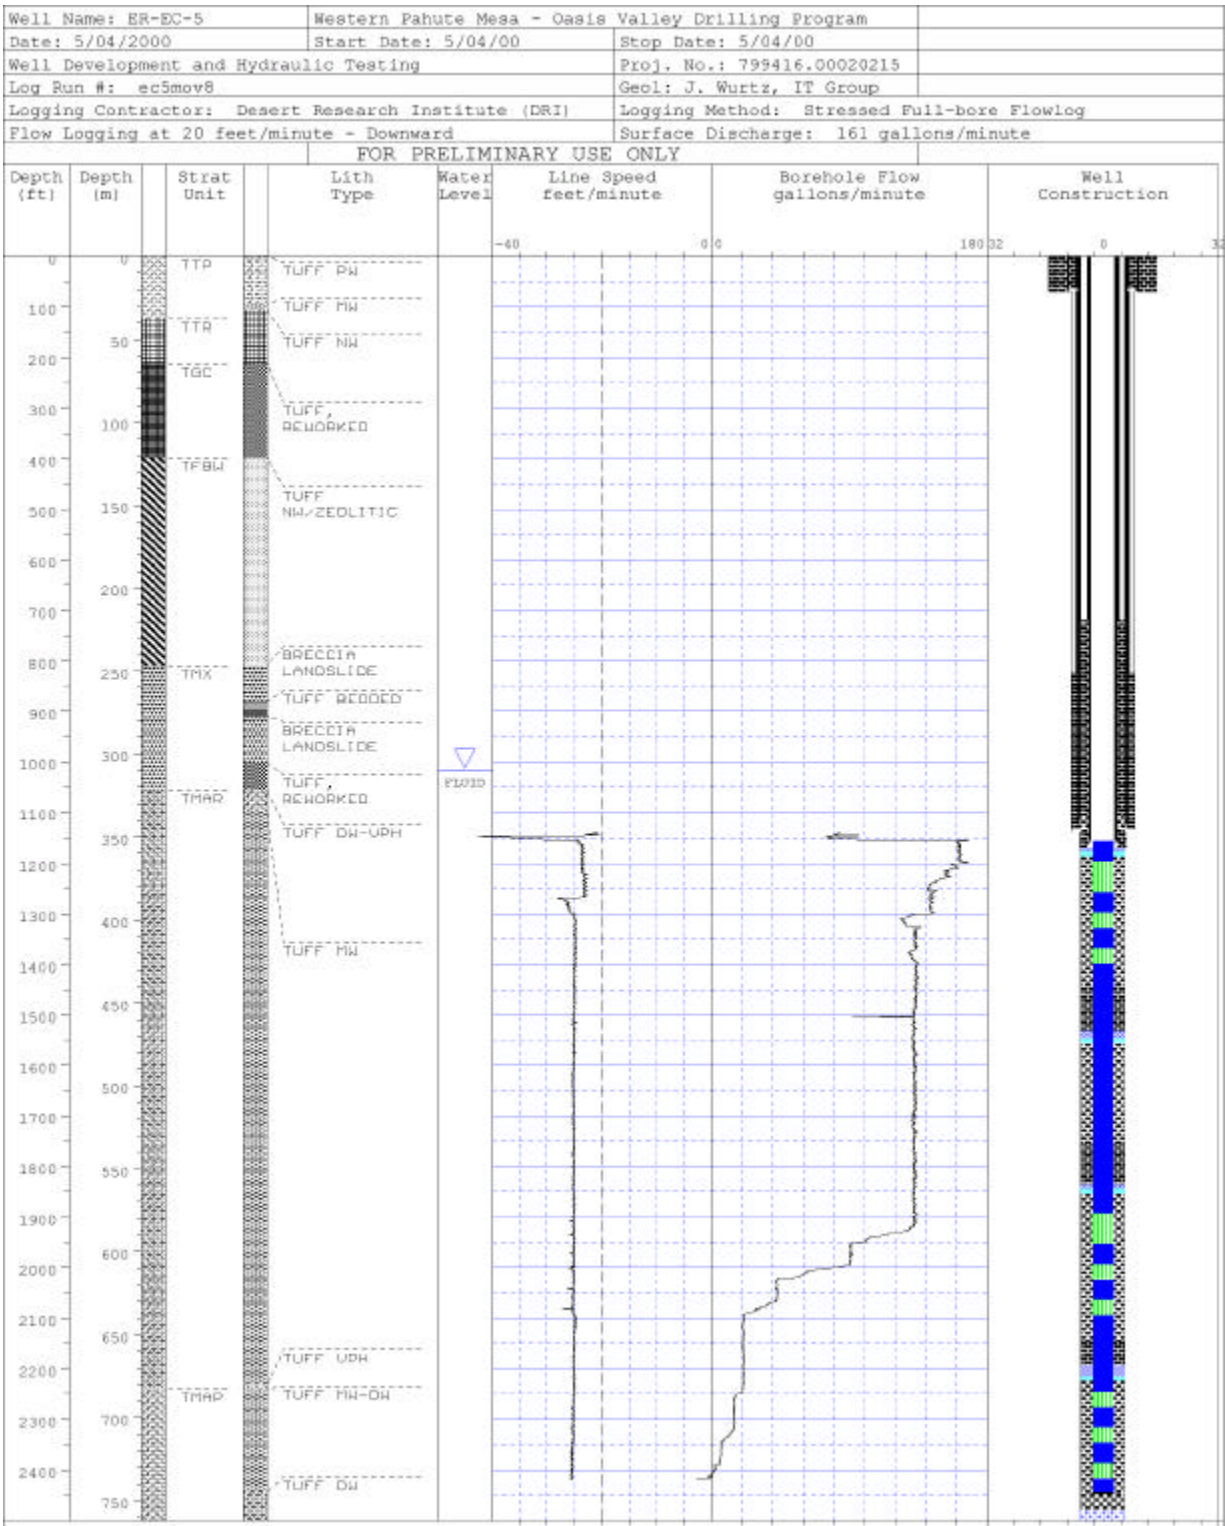 Well Name: ER-EC-5 Western Pahute Mesa - Oasis Valley Drilling Program
Date: 5/04/2000 Start Date: 5/04/00 Stop Date: 5/04/00
Well Development and Hydraulic Testing Proj. No.: 799416.00020215
Log Run #: ec5mov8 Geol: J. Wurtz, IT Group
Logging Contractor: Desert Research Institute (DRI) Logging Method: Stressed Full-bore Flowlog
Flow Logging at 20 feet/minute - Downward Surface Discharge: 161 gallons/minute
FOR PRELIMINARY USE ONLY
Depth Depth Strat Lith Water Line Speed Borehole Flow Well
(ft) (m) Unit Type Level feet/minute gallons/minute Construction
-40 0 0 180 32 0 32
0 0 TTP TUFF PW
TUFF MW
100
TTR
50 TUFF NW
200
TGC
300
TUFF,
100 REWORKED
400 TFBW
TUFF
500 150 NW/ZEOLITIC
600
200
700
800 BRECCIA
250 TMX LANDSLIDE
TUFF BEDDED
900
BRECCIA
300 LANDSLIDE
1000
FLUID TUFF,
TMAR REWORKED
1100
350 TUFF DW-VPH
1200
1300
400
TUFF MW
1400
450
1500
1600
500
1700
550
1800
1900
600
2000
2100
650
TUFF VPH
2200
TMAP TUFF MW-DW
2300 700
2400
TUFF DW
750